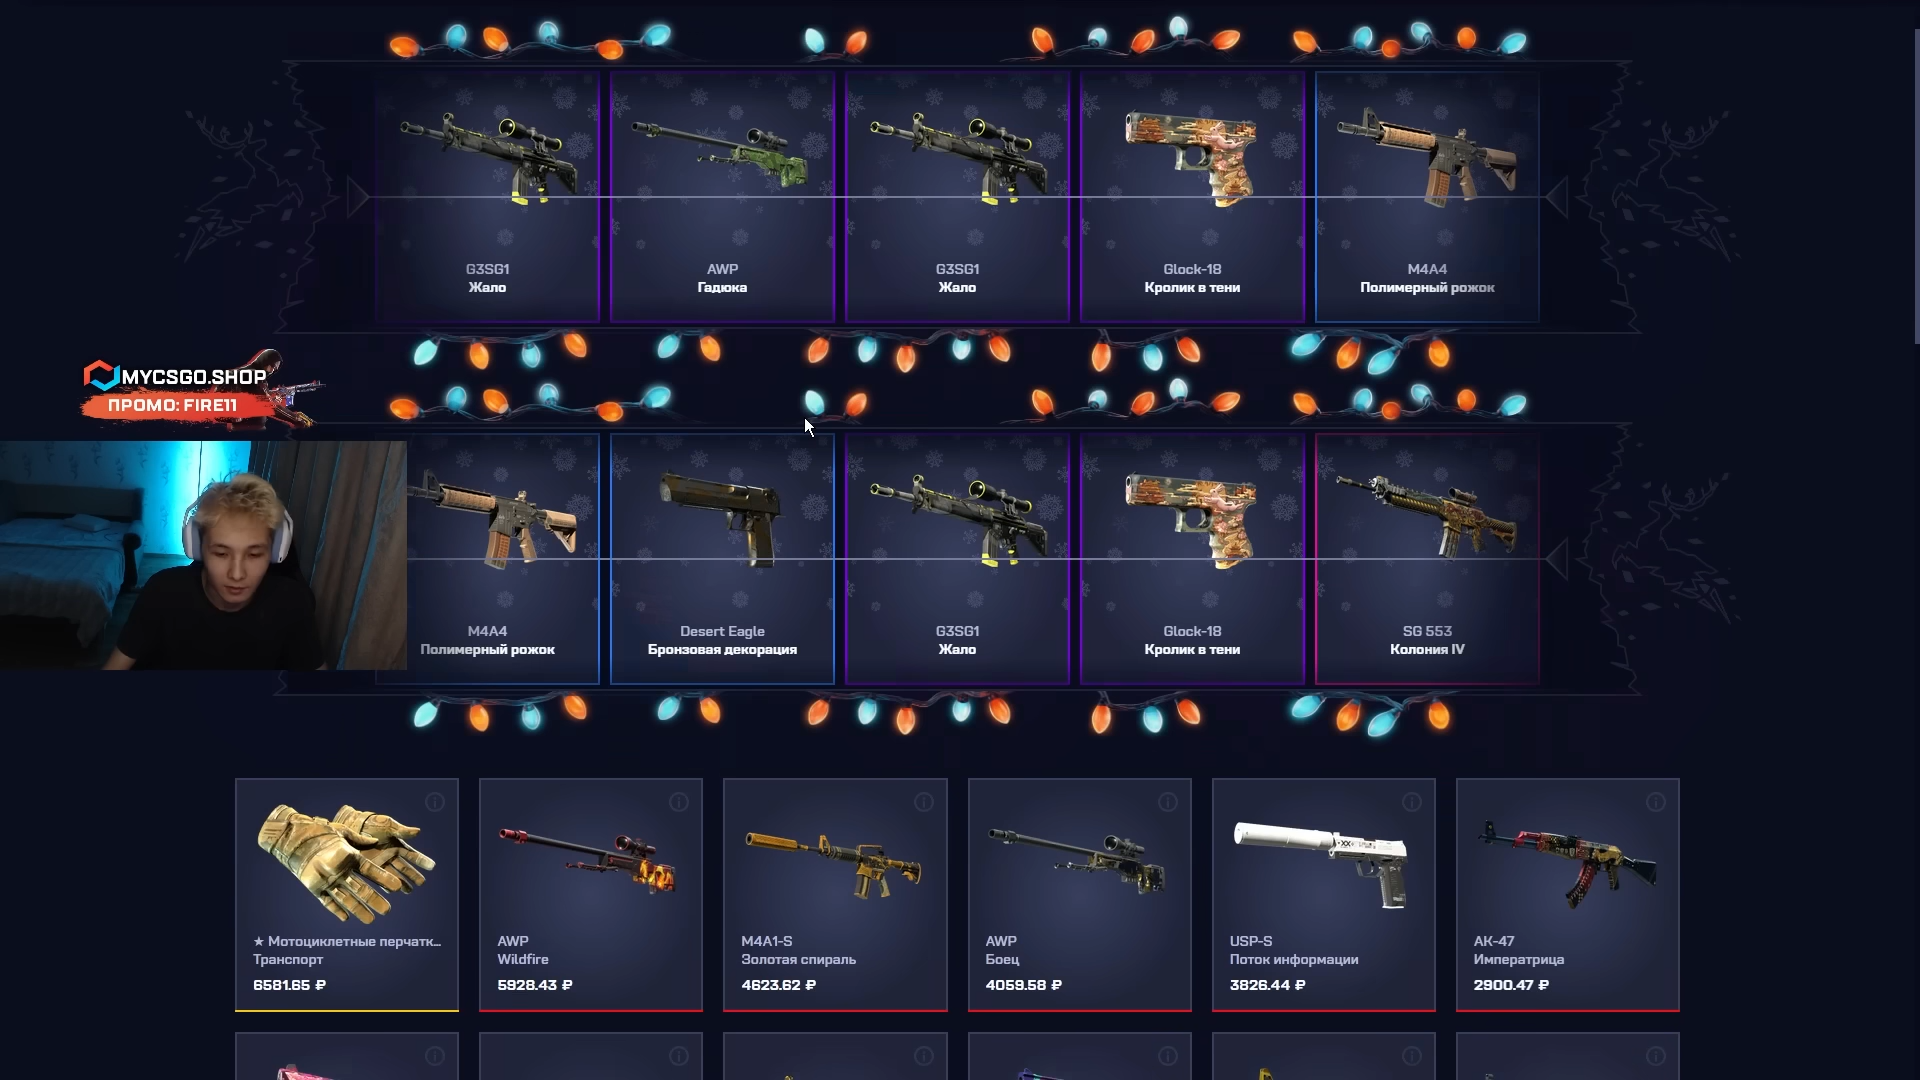 G3SG1
Жало
AWP
Гадюка
G3SG1
Жало
Glock-18
Кролик в тени
M4A4
Полимерный рожок
MYCSGO.SHOP
ПРОМО: FIRE11
M4A4
Полимерный рожок
Desert Eagle
Бронзовая декорация
G3SG1
Жало
Glock-18
Кролик в тени
SG 553
Колония IV
★ Мотоциклетные перчатк...
Транспорт
6581.65 ₽
AWP
Wildfire
5928.43 ₽
M4A1-S
Золотая спираль
4623.62 ₽
AWP
Боец
4059.58 ₽
USP-S
Поток информации
3826.44 ₽
AK-47
Императрица
2900.47 ₽